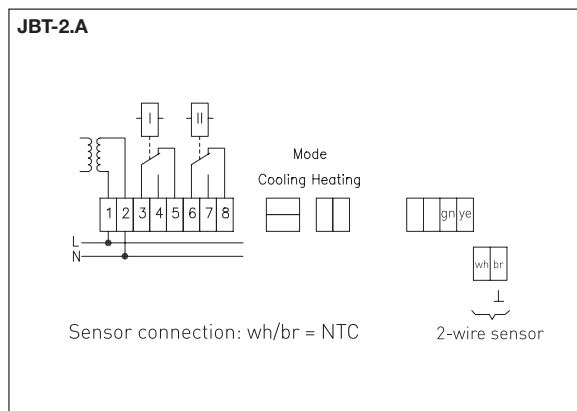 JBT-2.A
I II
Mode
Cooling Heating
1 2 3 4 5 6 7 8
gn ye
L
N
wh br
Sensor connection: wh/br = NTC
2-wire sensor